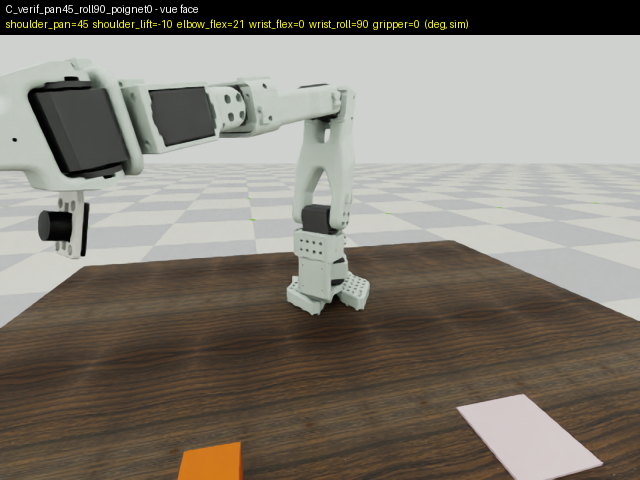 C_verif_pan45_roll90_poignet0 - vue face
shoulder_pan=45 shoulder_lift=-10 elbow_flex=21 wrist_flex=0 wrist_roll=90 gripper=0 (deg, sim)